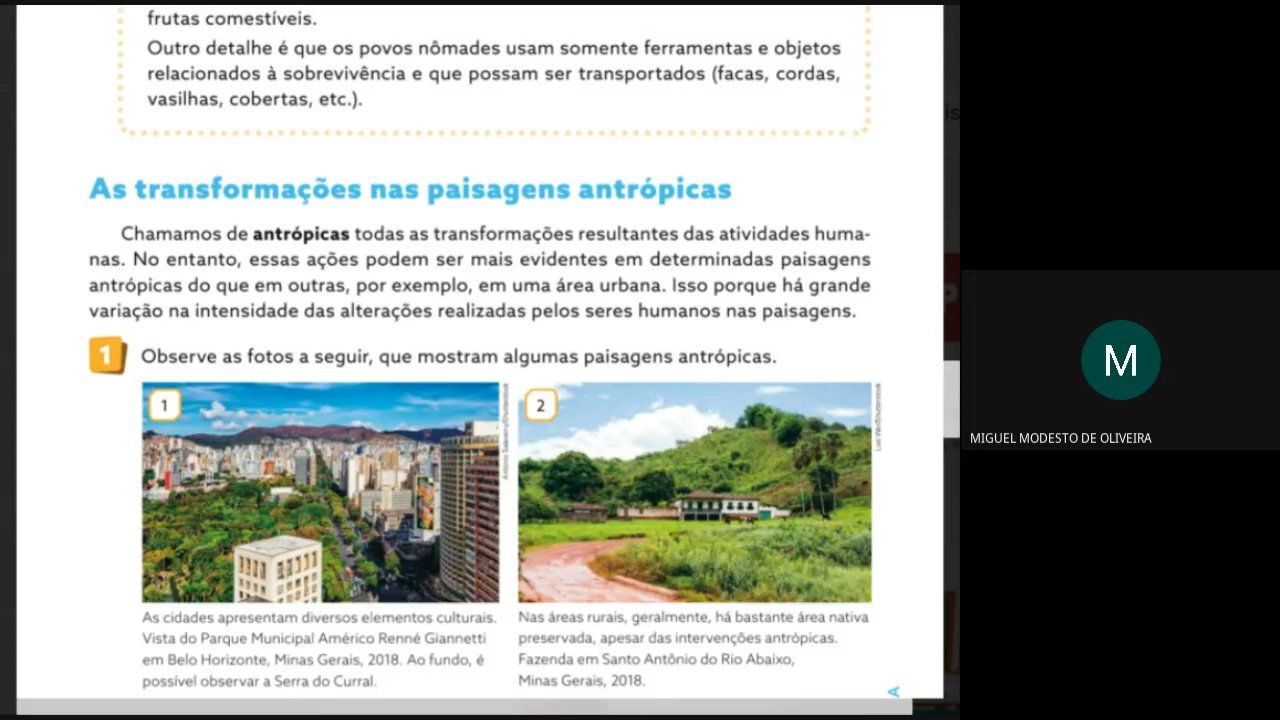 frutas comestíveis.
Outro detalhe é que os povos nômades usam somente ferramentas e objetos
relacionados à sobrevivência e que possam ser transportados (facas, cordas,
vasilhas, cobertas, etc.).
As transformações nas paisagens antrópicas
Chamamos de antrópicas todas as transformações resultantes das atividades huma-
nas. No entanto, essas ações podem ser mais evidentes em determinadas paisagens
antrópicas do que em outras, por exemplo, em uma área urbana. Isso porque há grande
variação na intensidade das alterações realizadas pelos seres humanos nas paisagens.
1 Observe as fotos a seguir, que mostram algumas paisagens antrópicas.
1
As cidades apresentam diversos elementos culturais.
Vista do Parque Municipal Américo Renné Giannetti
em Belo Horizonte, Minas Gerais, 2018. Ao fundo, é
possível observar a Serra do Curral.
2
Nas áreas rurais, geralmente, há bastante área nativa
preservada, apesar das intervenções antrópicas.
Fazenda em Santo Antônio do Rio Abaixo,
Minas Gerais, 2018.
A
is
M
MIGUEL MODESTO DE OLIVEIRA